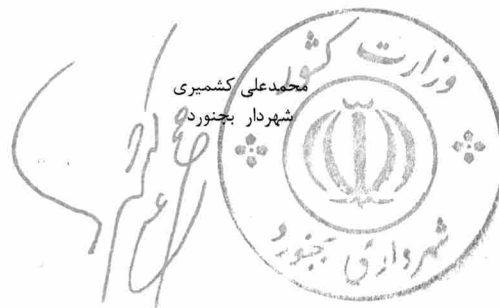 محمدعلی کشمیری
شهردار بجنورد
وزارت کشور
شهرداری بجنورد